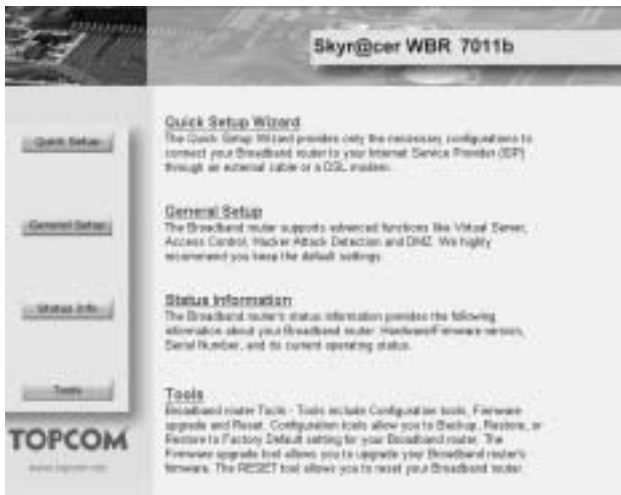 Skyr@cer WBR 7011b
Quick Setup
General Setup
Status Info
Tools
TOPCOM
Quick Setup Wizard
The Quick Setup Wizard provides only the necessary configurations to
connect your Broadband router to your Internet Service Provider (ISP)
through an external cable or a DSL modem.
General Setup
The Broadband router supports advanced functions like Virtual Server,
Access Control, Hacker Attack Detection and DMZ. We highly
recommend you keep the default settings.
Status Information
The Broadband router's status information provides the following
information about your Broadband router: Hardware/Firmware version,
Serial Number, and its current operating status.
Tools
Broadband router Tools - Tools include Configuration tools, Firmware
upgrade and Reset. Configuration tools allow you to Backup, Restore, or
Restore to Factory Default setting for your Broadband router. The
Firmware upgrade tool allows you to upgrade your Broadband router's
firmware. The RESET tool allows you to reset your Broadband router.